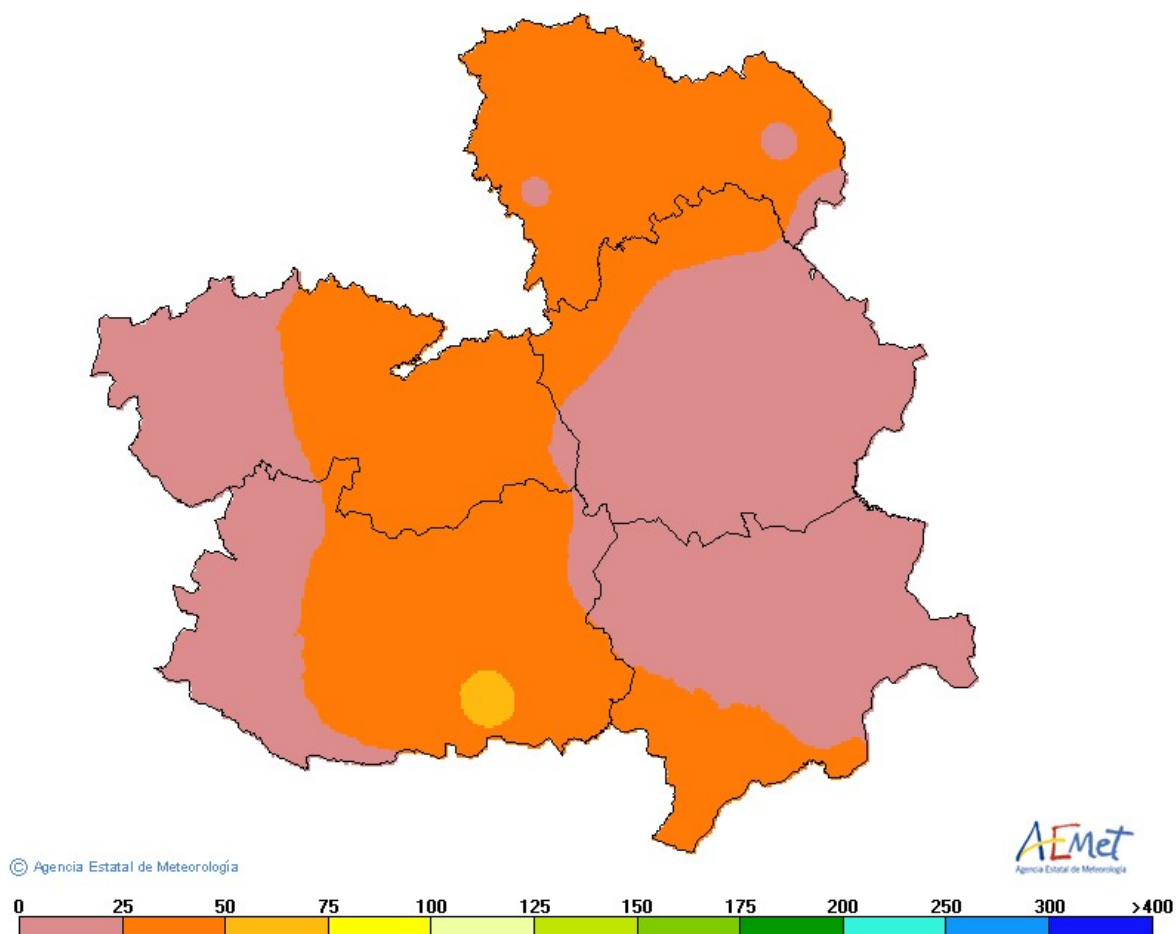 AEMet
Agencia Estatal de Meteorología
© Agencia Estatal de Meteorología
0 25 50 75 100 125 150 175 200 250 300 >400